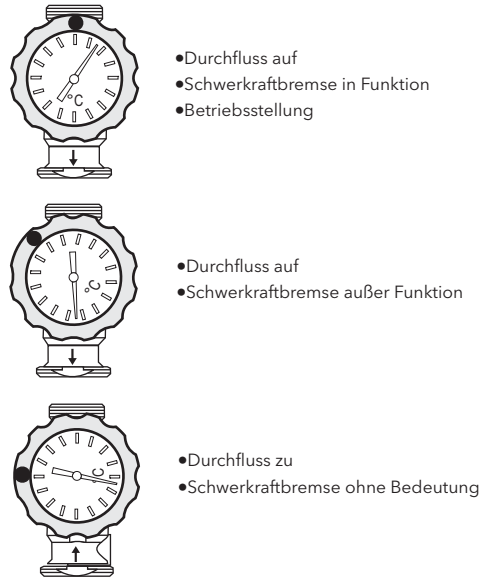 °C
●Durchfluss auf
●Schwerkraftbremse in Funktion
●Betriebsstellung
°C
●Durchfluss auf
●Schwerkraftbremse außer Funktion
°C
●Durchfluss zu
●Schwerkraftbremse ohne Bedeutung